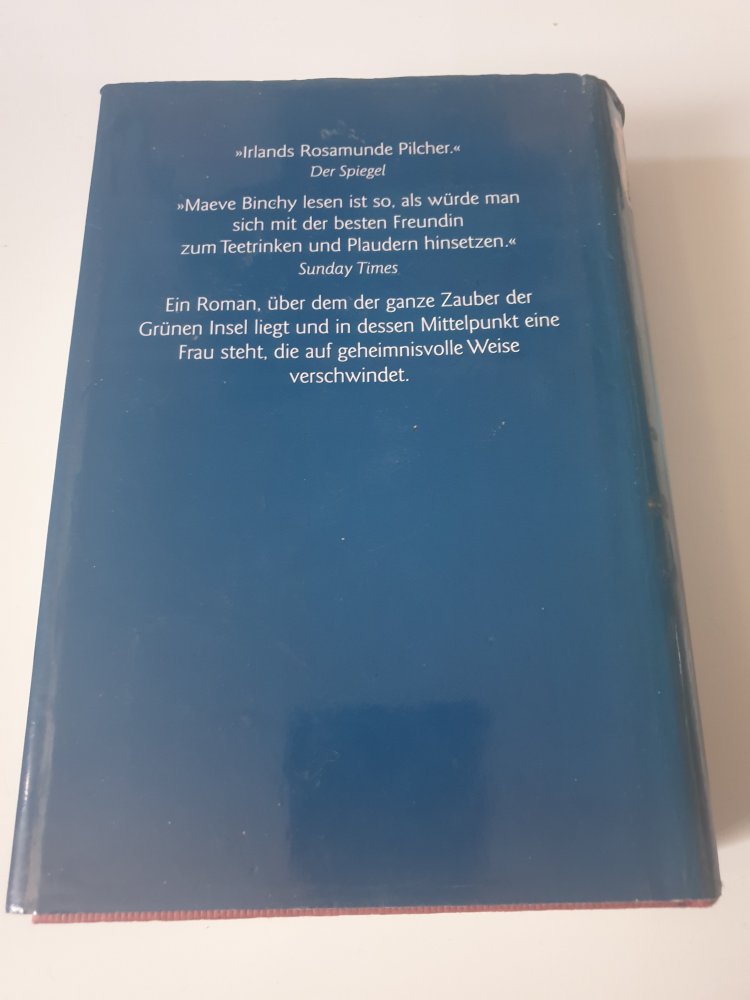 »Irlands Rosamunde Pilcher.«
Der Spiegel
»Maeve Binchy lesen ist so, als würde man
sich mit der besten Freundin
zum Teetrinken und Plaudern hinsetzen.«
Sunday Times
Ein Roman, über dem der ganze Zauber der
Grünen Insel liegt und in dessen Mittelpunkt eine
Frau steht, die auf geheimnisvolle Weise
verschwindet.